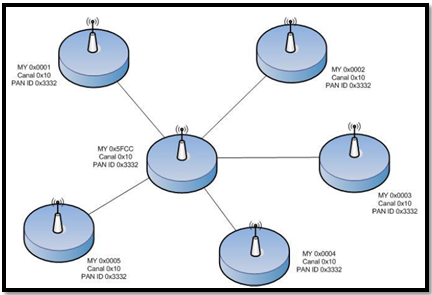 MY 0x0001
Canal 0x10
PAN ID 0x3332
MY 0x0002
Canal 0x10
PAN ID 0x3332
MY 0x5FCC
Canal 0x10
PAN ID 0x3332
MY 0x0003
Canal 0x10
PAN ID 0x3332
MY 0x0005
Canal 0x10
PAN ID 0x3332
MY 0x0004
Canal 0x10
PAN ID 0x3332